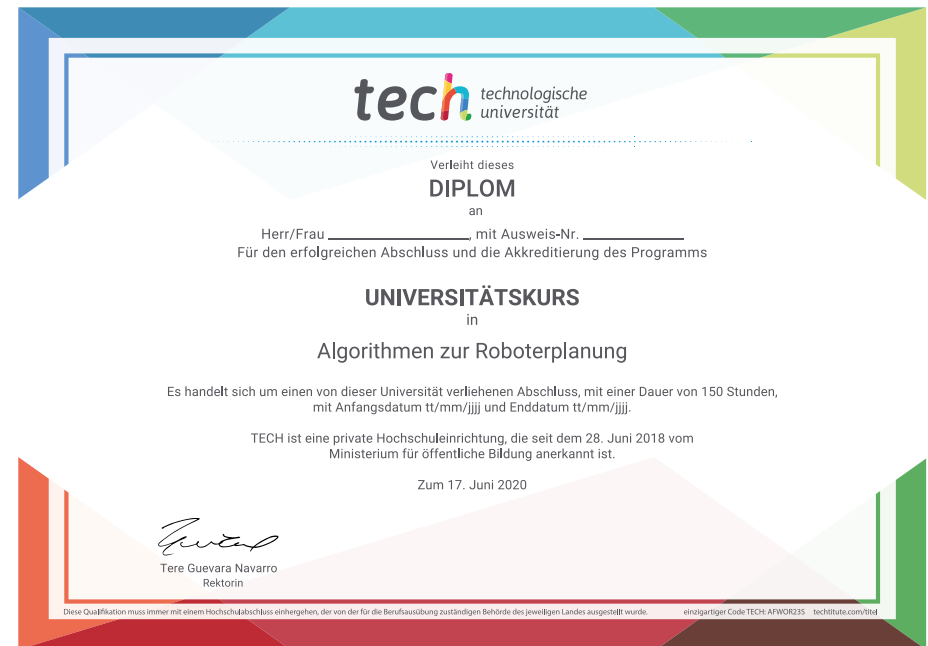 tech technologische
universität
Verleiht dieses
DIPLOM
an
Herr/Frau ____________________, mit Ausweis-Nr. ______________
Für den erfolgreichen Abschluss und die Akkreditierung des Programms
UNIVERSITÄTSKURS
in
Algorithmen zur Roboterplanung
Es handelt sich um einen von dieser Universität verliehenen Abschluss, mit einer Dauer von 150 Stunden,
mit Anfangsdatum tt/mm/jjjj und Enddatum tt/mm/jjjj.
TECH ist eine private Hochschuleinrichtung, die seit dem 28. Juni 2018 vom
Ministerium für öffentliche Bildung anerkannt ist.
Zum 17. Juni 2020
Tere Guevara Navarro
Rektorin
Diese Qualifikation muss immer mit einem Hochschulabschluss einhergehen, der von der für die Berufsausübung zuständigen Behörde des jeweiligen Landes ausgestellt wurde. einzigartiger Code TECH: AFWOR235 techtitute.com/titel